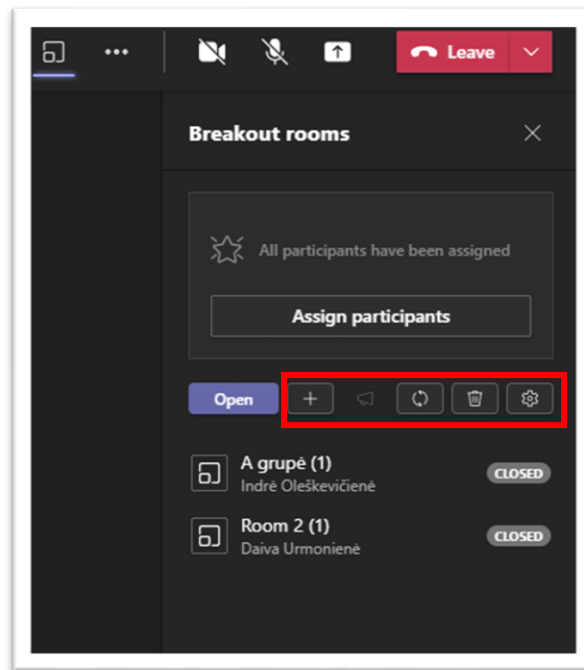 Leave
Breakout rooms
All participants have been assigned
Assign participants
Open
A grupė (1)
Indrė Oleškevičienė
CLOSED
Room 2 (1)
Daiva Urmonienė
CLOSED